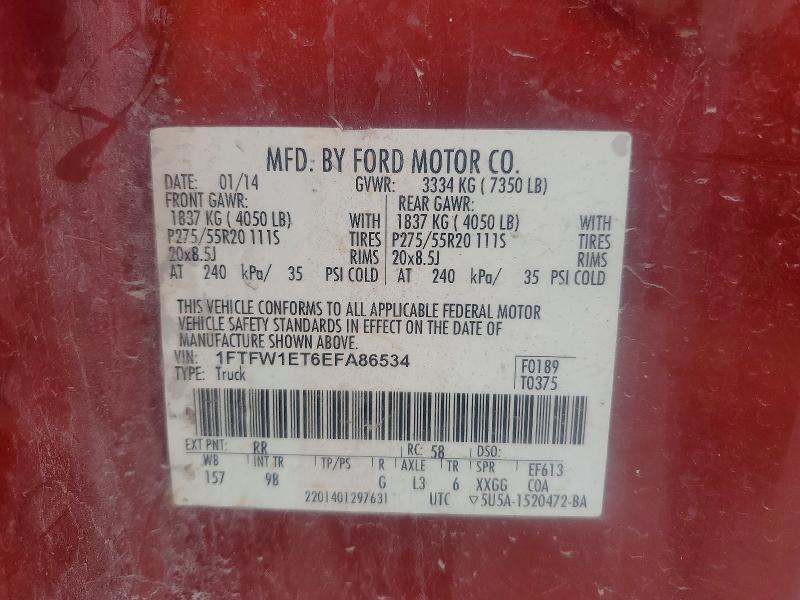 MFD. BY FORD MOTOR CO.
DATE: 01/14 GVWR: 3334 KG ( 7350 LB)
FRONT GAWR: REAR GAWR:
1837 KG ( 4050 LB) WITH 1837 KG ( 4050 LB) WITH
P275/55R20 111S TIRES P275/55R20 111S TIRES
20x8.5J RIMS 20x8.5J RIMS
AT 240 kPa/ 35 PSI COLD AT 240 kPa/ 35 PSI COLD
THIS VEHICLE CONFORMS TO ALL APPLICABLE FEDERAL MOTOR
VEHICLE SAFETY STANDARDS IN EFFECT ON THE DATE OF
MANUFACTURE SHOWN ABOVE.
VIN: 1FTFW1ET6EFA86534 F0189
TYPE: Truck T0375
EXT PNT: RR RC: 58 DSO:
WB INT TR TP/PS R AXLE TR SPR EF613
157 9B G L3 6 XXGG COA
2201401297631 UTC ▽5U5A-1520472-BA